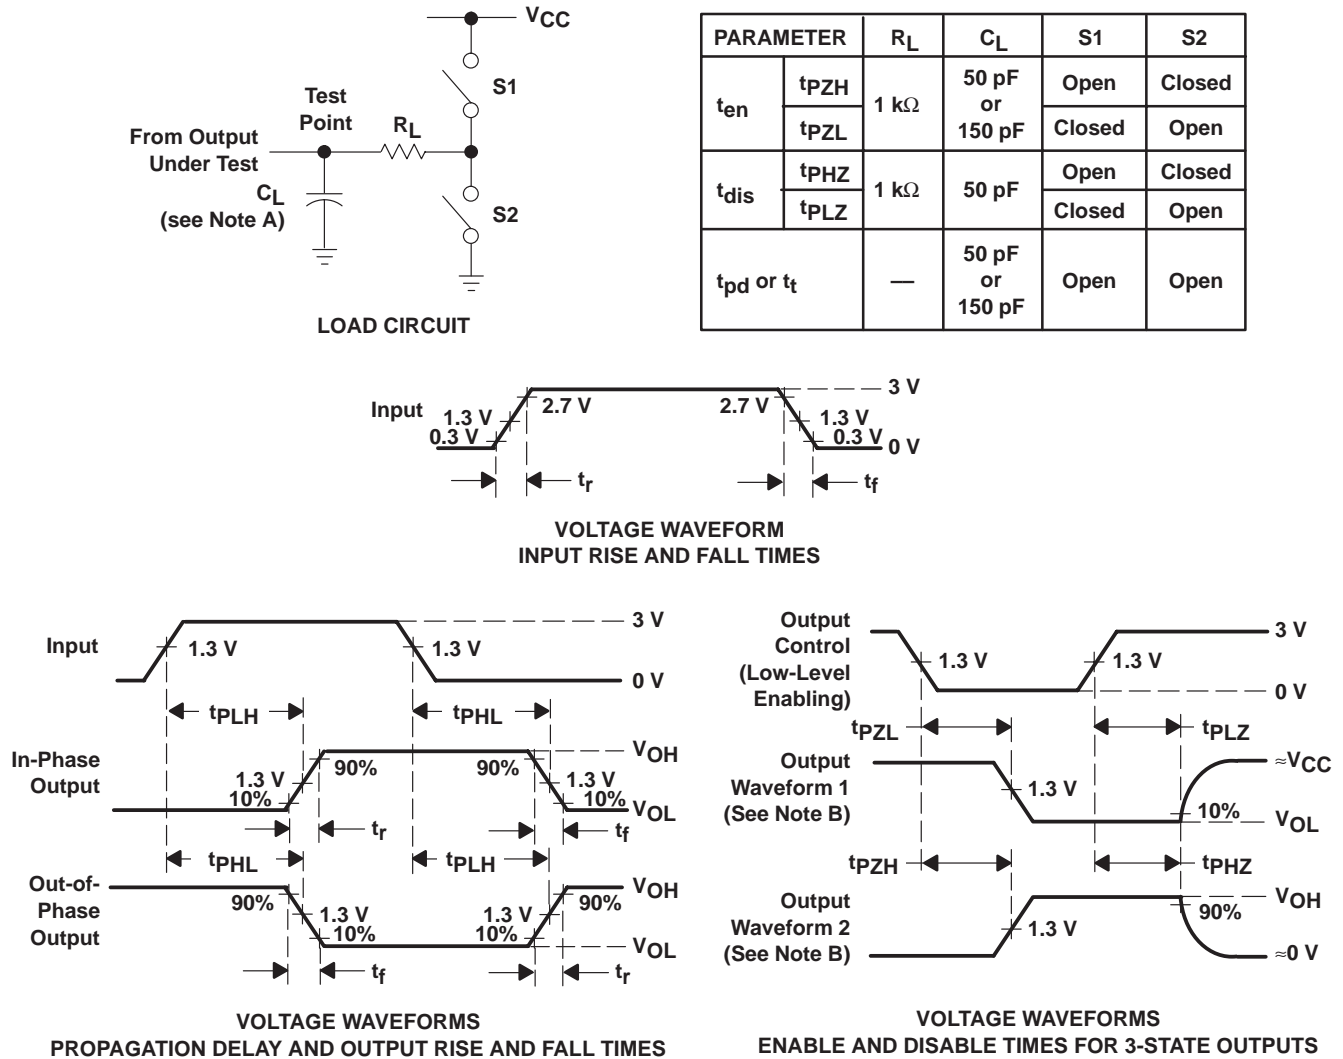 VCC
S1
Test
Point
RL
From Output
Under Test
CL
(see Note A)
S2
LOAD CIRCUIT
PARAMETER RL CL S1 S2
ten tPZH 1 kΩ 50 pF or 150 pF Open Closed
tPZL Closed Open
tdis tPHZ 1 kΩ 50 pF Open Closed
tPLZ Closed Open
tpd or tt — 50 pF or 150 pF Open Open
Input
1.3 V
0.3 V
2.7 V
2.7 V
1.3 V
0.3 V
3 V
0 V
tr
tf
VOLTAGE WAVEFORM
INPUT RISE AND FALL TIMES
Input
1.3 V
1.3 V
3 V
0 V
tPLH
tPHL
In-Phase
Output
1.3 V
10%
90%
90%
1.3 V
10%
VOH
VOL
tr
tf
tPHL
tPLH
Out-of-
Phase
Output
90%
1.3 V
10%
1.3 V
10%
90%
VOH
VOL
tf
tr
VOLTAGE WAVEFORMS
PROPAGATION DELAY AND OUTPUT RISE AND FALL TIMES
Output
Control
(Low-Level
Enabling)
1.3 V
1.3 V
3 V
0 V
tPZL
tPLZ
Output
Waveform 1
(See Note B)
1.3 V
10%
≈VCC
VOL
tPZH
tPHZ
Output
Waveform 2
(See Note B)
1.3 V
90%
VOH
≈0 V
VOLTAGE WAVEFORMS
ENABLE AND DISABLE TIMES FOR 3-STATE OUTPUTS